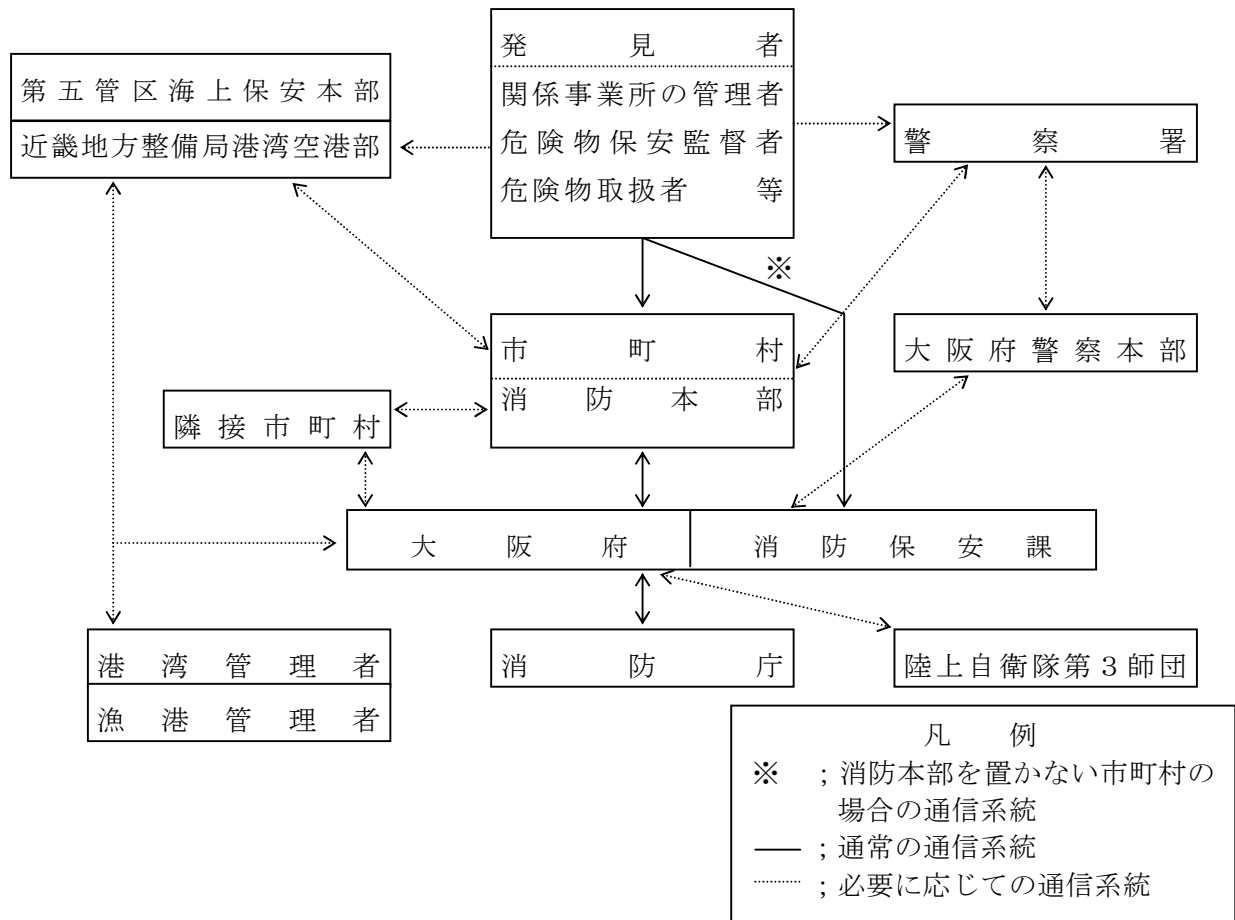 発見者
関係事業所の管理者
危険物保安監督者
危険物取扱者 等
第五管区海上保安本部
近畿地方整備局港湾空港部
警察署
※
市町村
消防本部
大阪府警察本部
隣接市町村
大阪府 消防保安課
港湾管理者
漁港管理者
消防庁
陸上自衛隊第3師団
凡 例
※ ;消防本部を置かない市町村の
場合の通信系統
;通常の通信系統
;必要に応じての通信系統